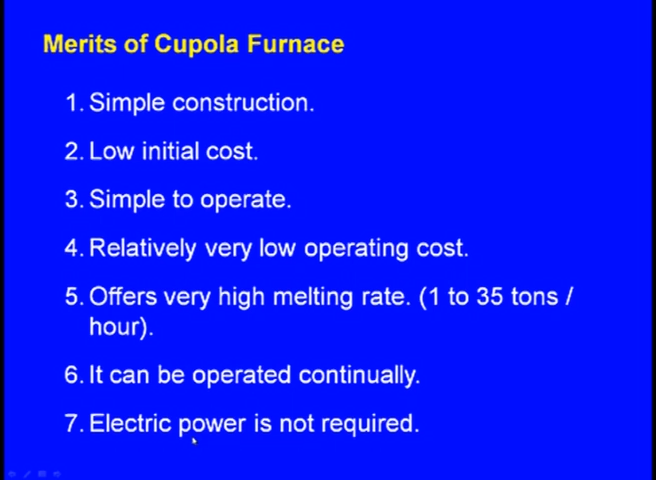 Merits of Cupola Furnace
1. Simple construction.
2. Low initial cost.
3. Simple to operate.
4. Relatively very low operating cost.
5. Offers very high melting rate. (1 to 35 tons /
hour).
6. It can be operated continually.
7. Electric power is not required.